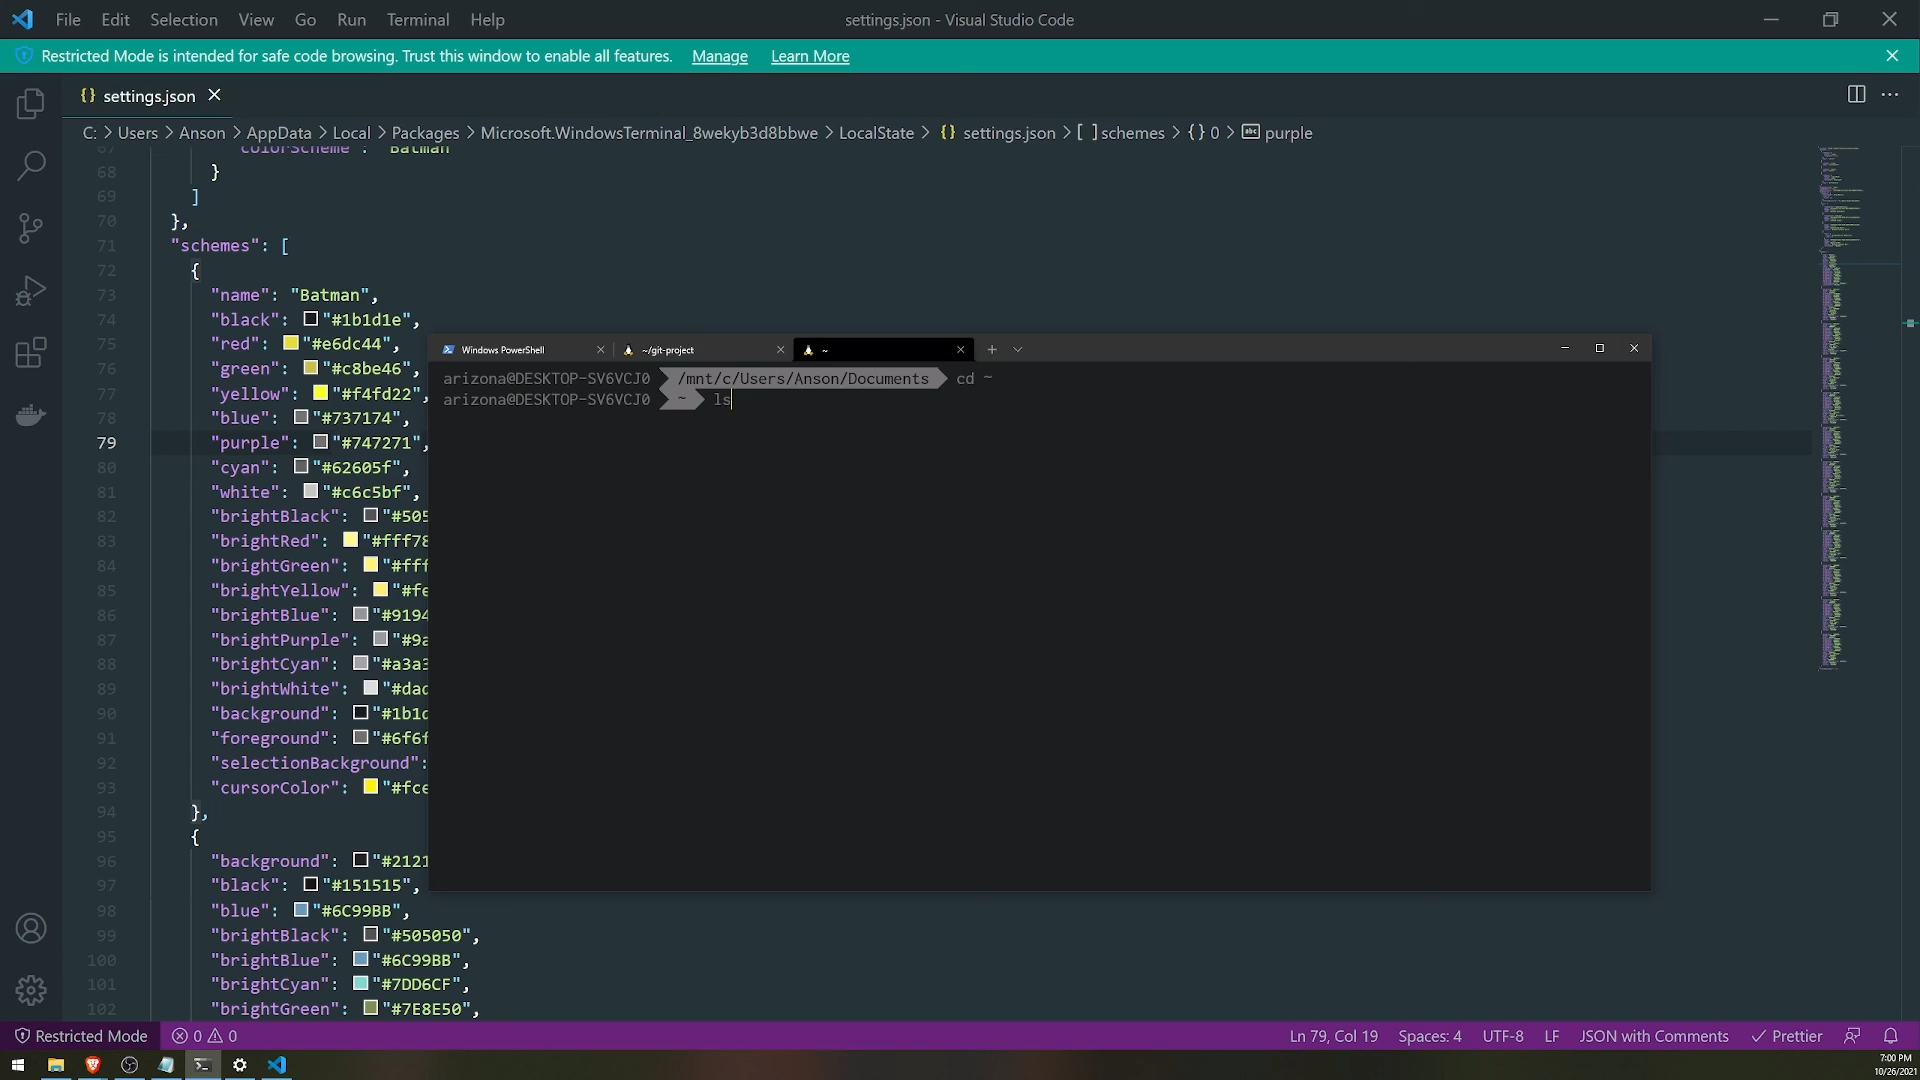 File Edit Selection View Go Run Terminal Help
settings.json - Visual Studio Code
Restricted Mode is intended for safe code browsing. Trust this window to enable all features. Manage Learn More
{} settings.json
C: > Users > Anson > AppData > Local > Packages > Microsoft.WindowsTerminal_8wekyb3d8bbwe > LocalState > {} settings.json > [ ] schemes > {} 0 > abc purple
67 "colorScheme": "Batman"
68 }
69 ]
70 },
71 "schemes": [
72 {
73 "name": "Batman",
74 "black": "#1b1d1e",
75 "red": "#e6dc44",
76 "green": "#c8be46",
77 "yellow": "#f4fd22",
78 "blue": "#737174",
79 "purple": "#747271",
80 "cyan": "#62605f",
81 "white": "#c6c5bf",
82 "brightBlack": "#505
83 "brightRed": "#fff78
84 "brightGreen": "#fff
85 "brightYellow": "#fe
86 "brightBlue": "#9194
87 "brightPurple": "#9a
88 "brightCyan": "#a3a3
89 "brightWhite": "#dad
90 "background": "#1b1d
91 "foreground": "#6f6f
92 "selectionBackground":
93 "cursorColor": "#fce
94 },
95 {
96 "background": "#2121
97 "black": "#151515",
98 "blue": "#6C99BB",
99 "brightBlack": "#505050",
100 "brightBlue": "#6C99BB",
101 "brightCyan": "#7DD6CF",
102 "brightGreen": "#7E8E50",
Windows PowerShell
~/git-project
~
arizona@DESKTOP-SV6VCJ0 /mnt/c/Users/Anson/Documents cd ~
arizona@DESKTOP-SV6VCJ0 ~ ls
Restricted Mode 0 0
Ln 79, Col 19 Spaces: 4 UTF-8 LF JSON with Comments Prettier
7:00 PM
10/26/2021